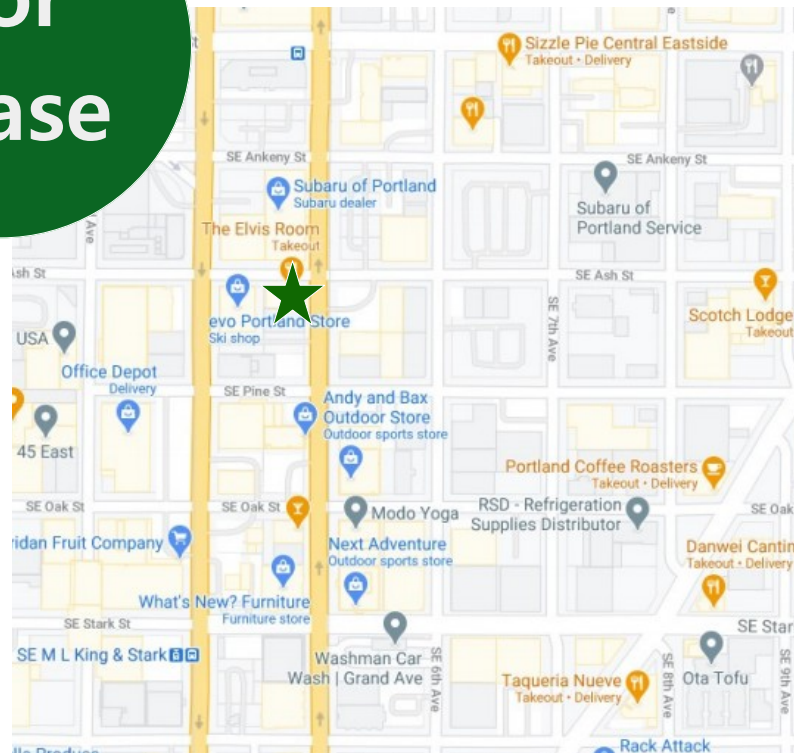 or
ase
Sizzle Pie Central Eastside
Takeout • Delivery
SE Ankeny St
SE Ankeny St
Subaru of Portland
Subaru dealer
Subaru of
Portland Service
Ave
The Elvis Room
Takeout
Ash St
SE Ash St
evo Portland Store
Ski shop
SE 7th Ave
Scotch Lodge
Takeout
USA
Office Depot
Delivery
SE Pine St
Andy and Bax
Outdoor Store
Outdoor sports store
45 East
Portland Coffee Roasters
Takeout • Delivery
SE Oak St
SE Oak St
Modo Yoga
RSD - Refrigeration
Supplies Distributor
SE Oak
idan Fruit Company
Next Adventure
Outdoor sports store
Danwei Cantin
Takeout • Delivery
What's New? Furniture
Furniture store
SE Stark St
SE Star
SE M L King & Stark
Washman Car
Wash | Grand Ave
SE 6th Ave
Taqueria Nueve
Takeout • Delivery
SE 8th Ave
Ota Tofu
SE 9th Ave
Rack Attack